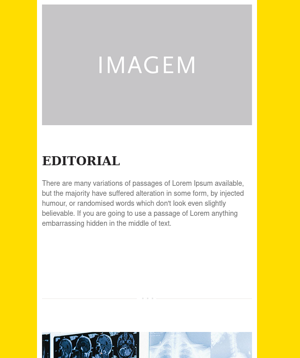 IMAGEM
EDITORIAL
There are many variations of passages of Lorem Ipsum available,
but the majority have suffered alteration in some form, by injected
humour, or randomised words which don't look even slightly
believable. If you are going to use a passage of Lorem anything
embarrassing hidden in the middle of text.